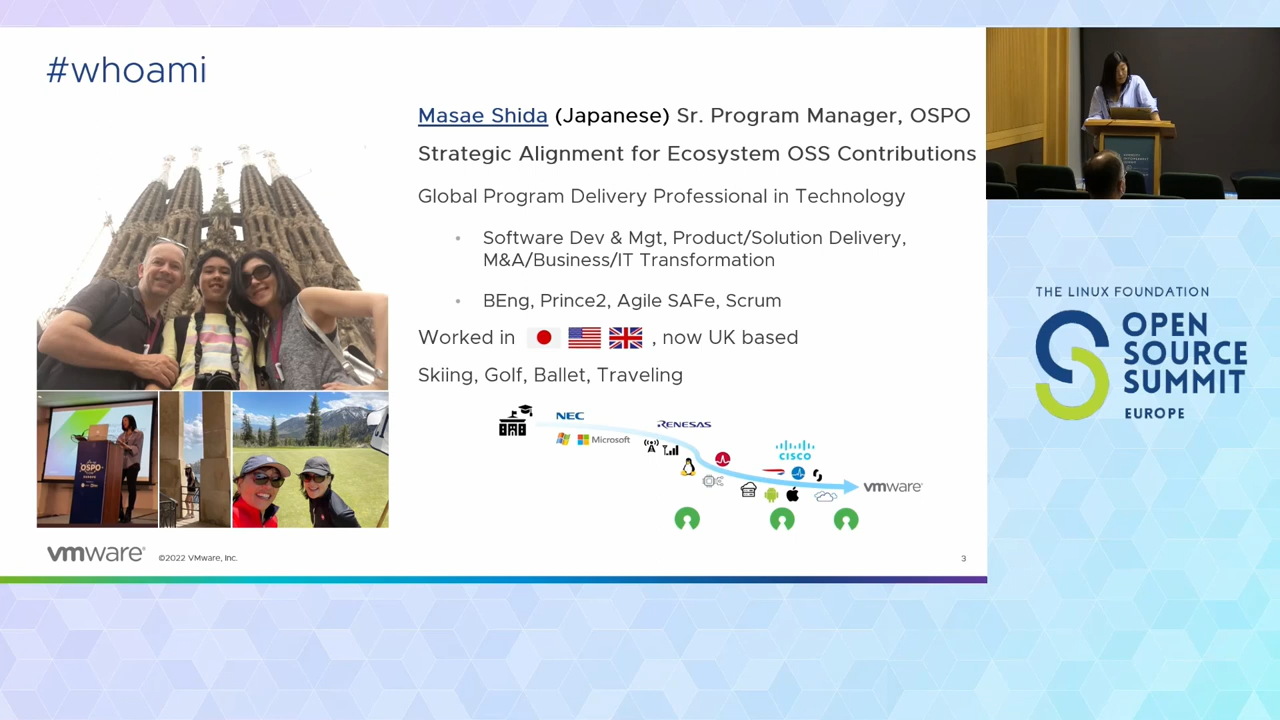 #whoami
Masae Shida (Japanese) Sr. Program Manager, OSPO
Strategic Alignment for Ecosystem OSS Contributions
Global Program Delivery Professional in Technology
• Software Dev & Mgt, Product/Solution Delivery,
M&A/Business/IT Transformation
• BEng, Prince2, Agile SAFe, Scrum
Worked in , now UK based
Skiing, Golf, Ballet, Traveling
NEC
RENESAS
Microsoft
CISCO
vmware
OSPO
vmware ©2022 VMware, Inc.
3
THE LINUX FOUNDATION
OPEN
SOURCE
SUMMIT
EUROPE